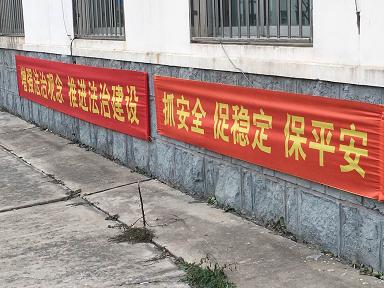 增强法治观念 推进法治建设
抓安全 促稳定 保平安